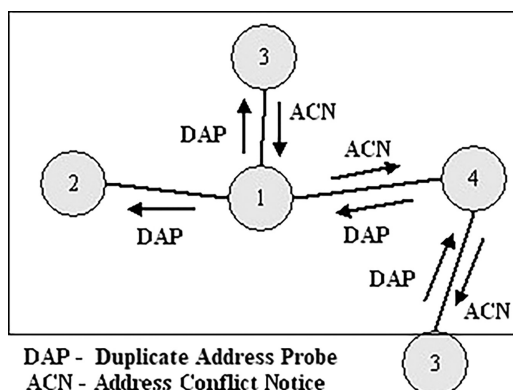 3
ACN
DAP
ACN
2
1
4
DAP
DAP
DAP
ACN
3
DAP - Duplicate Address Probe
ACN - Address Conflict Notice